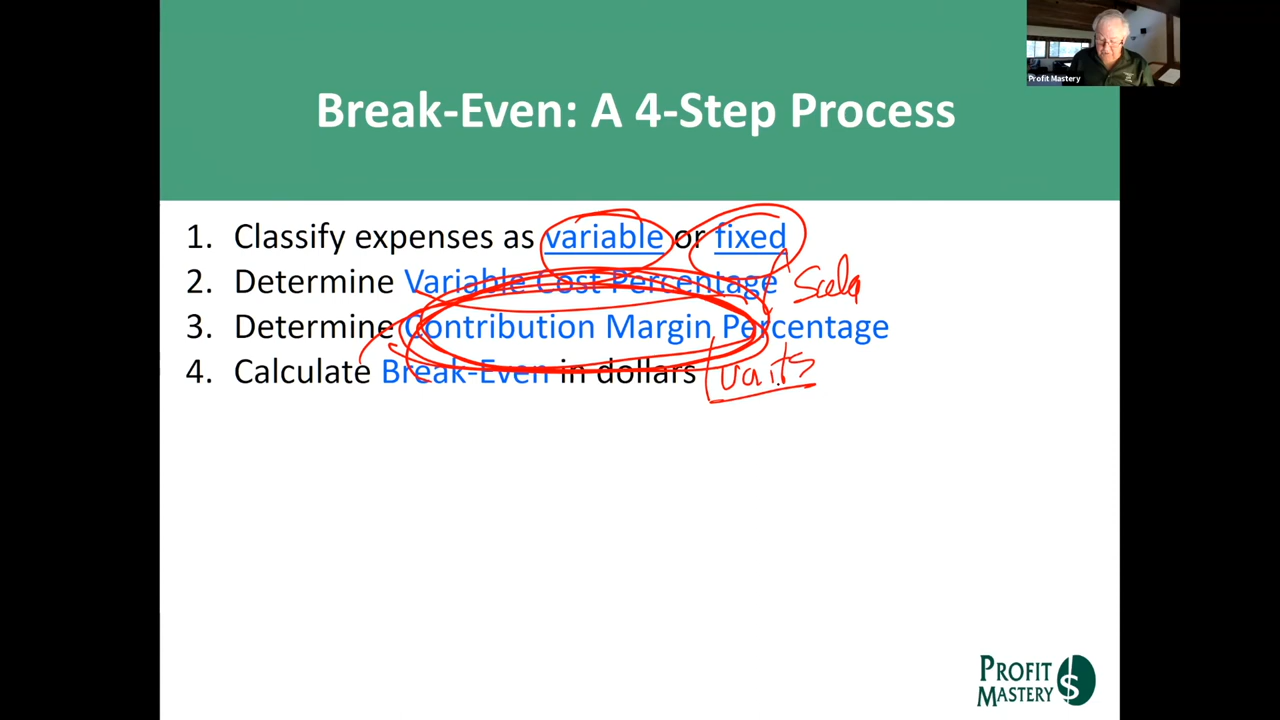 Profit Mastery
Break-Even: A 4-Step Process
1. Classify expenses as variable or fixed
2. Determine Variable Cost Percentage
3. Determine Contribution Margin Percentage
4. Calculate Break-Even in dollars units
PROFIT
MASTERY